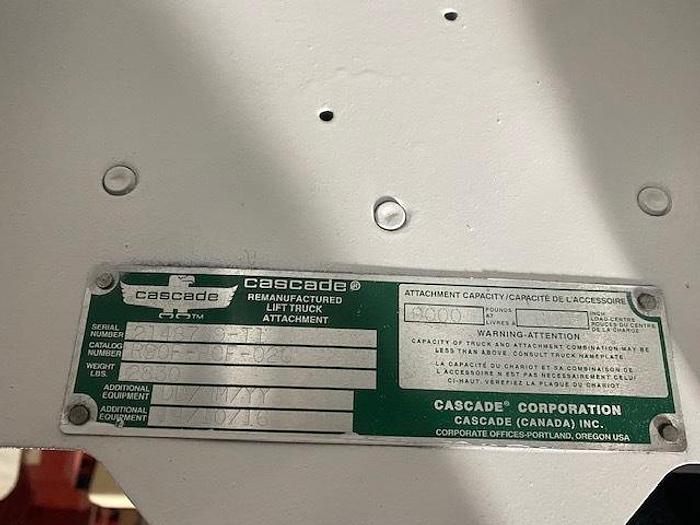 cascade
TM
cascade®
REMANUFACTURED
LIFT TRUCK
ATTACHMENT
SERIAL
NUMBER
CATALOG
NUMBER
WEIGHT
LBS. 2830
ADDITIONAL
EQUIPMENT
ADDITIONAL
EQUIPMENT
ATTACHMENT CAPACITY/CAPACITÉ DE L'ACCESSOIRE
POUNDS
AT
LIVRES À
INCH
LOAD-CENTRE
POUCES DU CENTRE
DE LA CHARGE
WARNING-ATTENTION
CAPACITY OF TRUCK AND ATTACHMENT COMBINATION MAY BE
LESS THAN ABOVE. CONSULT TRUCK NAMEPLATE.
LA CAPACITÉ DU CHARIOT ET SA COMBINAISON DE
L'ACCESSOIRE N'EST PAS NÉCESSAIREMENT CELUI
CI-HAUT. VÉRIFIEZ LA PLAQUE DU CHARIOT.
CASCADE® CORPORATION
CASCADE (CANADA) INC.
CORPORATE OFFICES-PORTLAND, OREGON USA